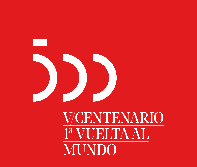 500
V CENTENARIO
1ª VUELTA AL
MUNDO